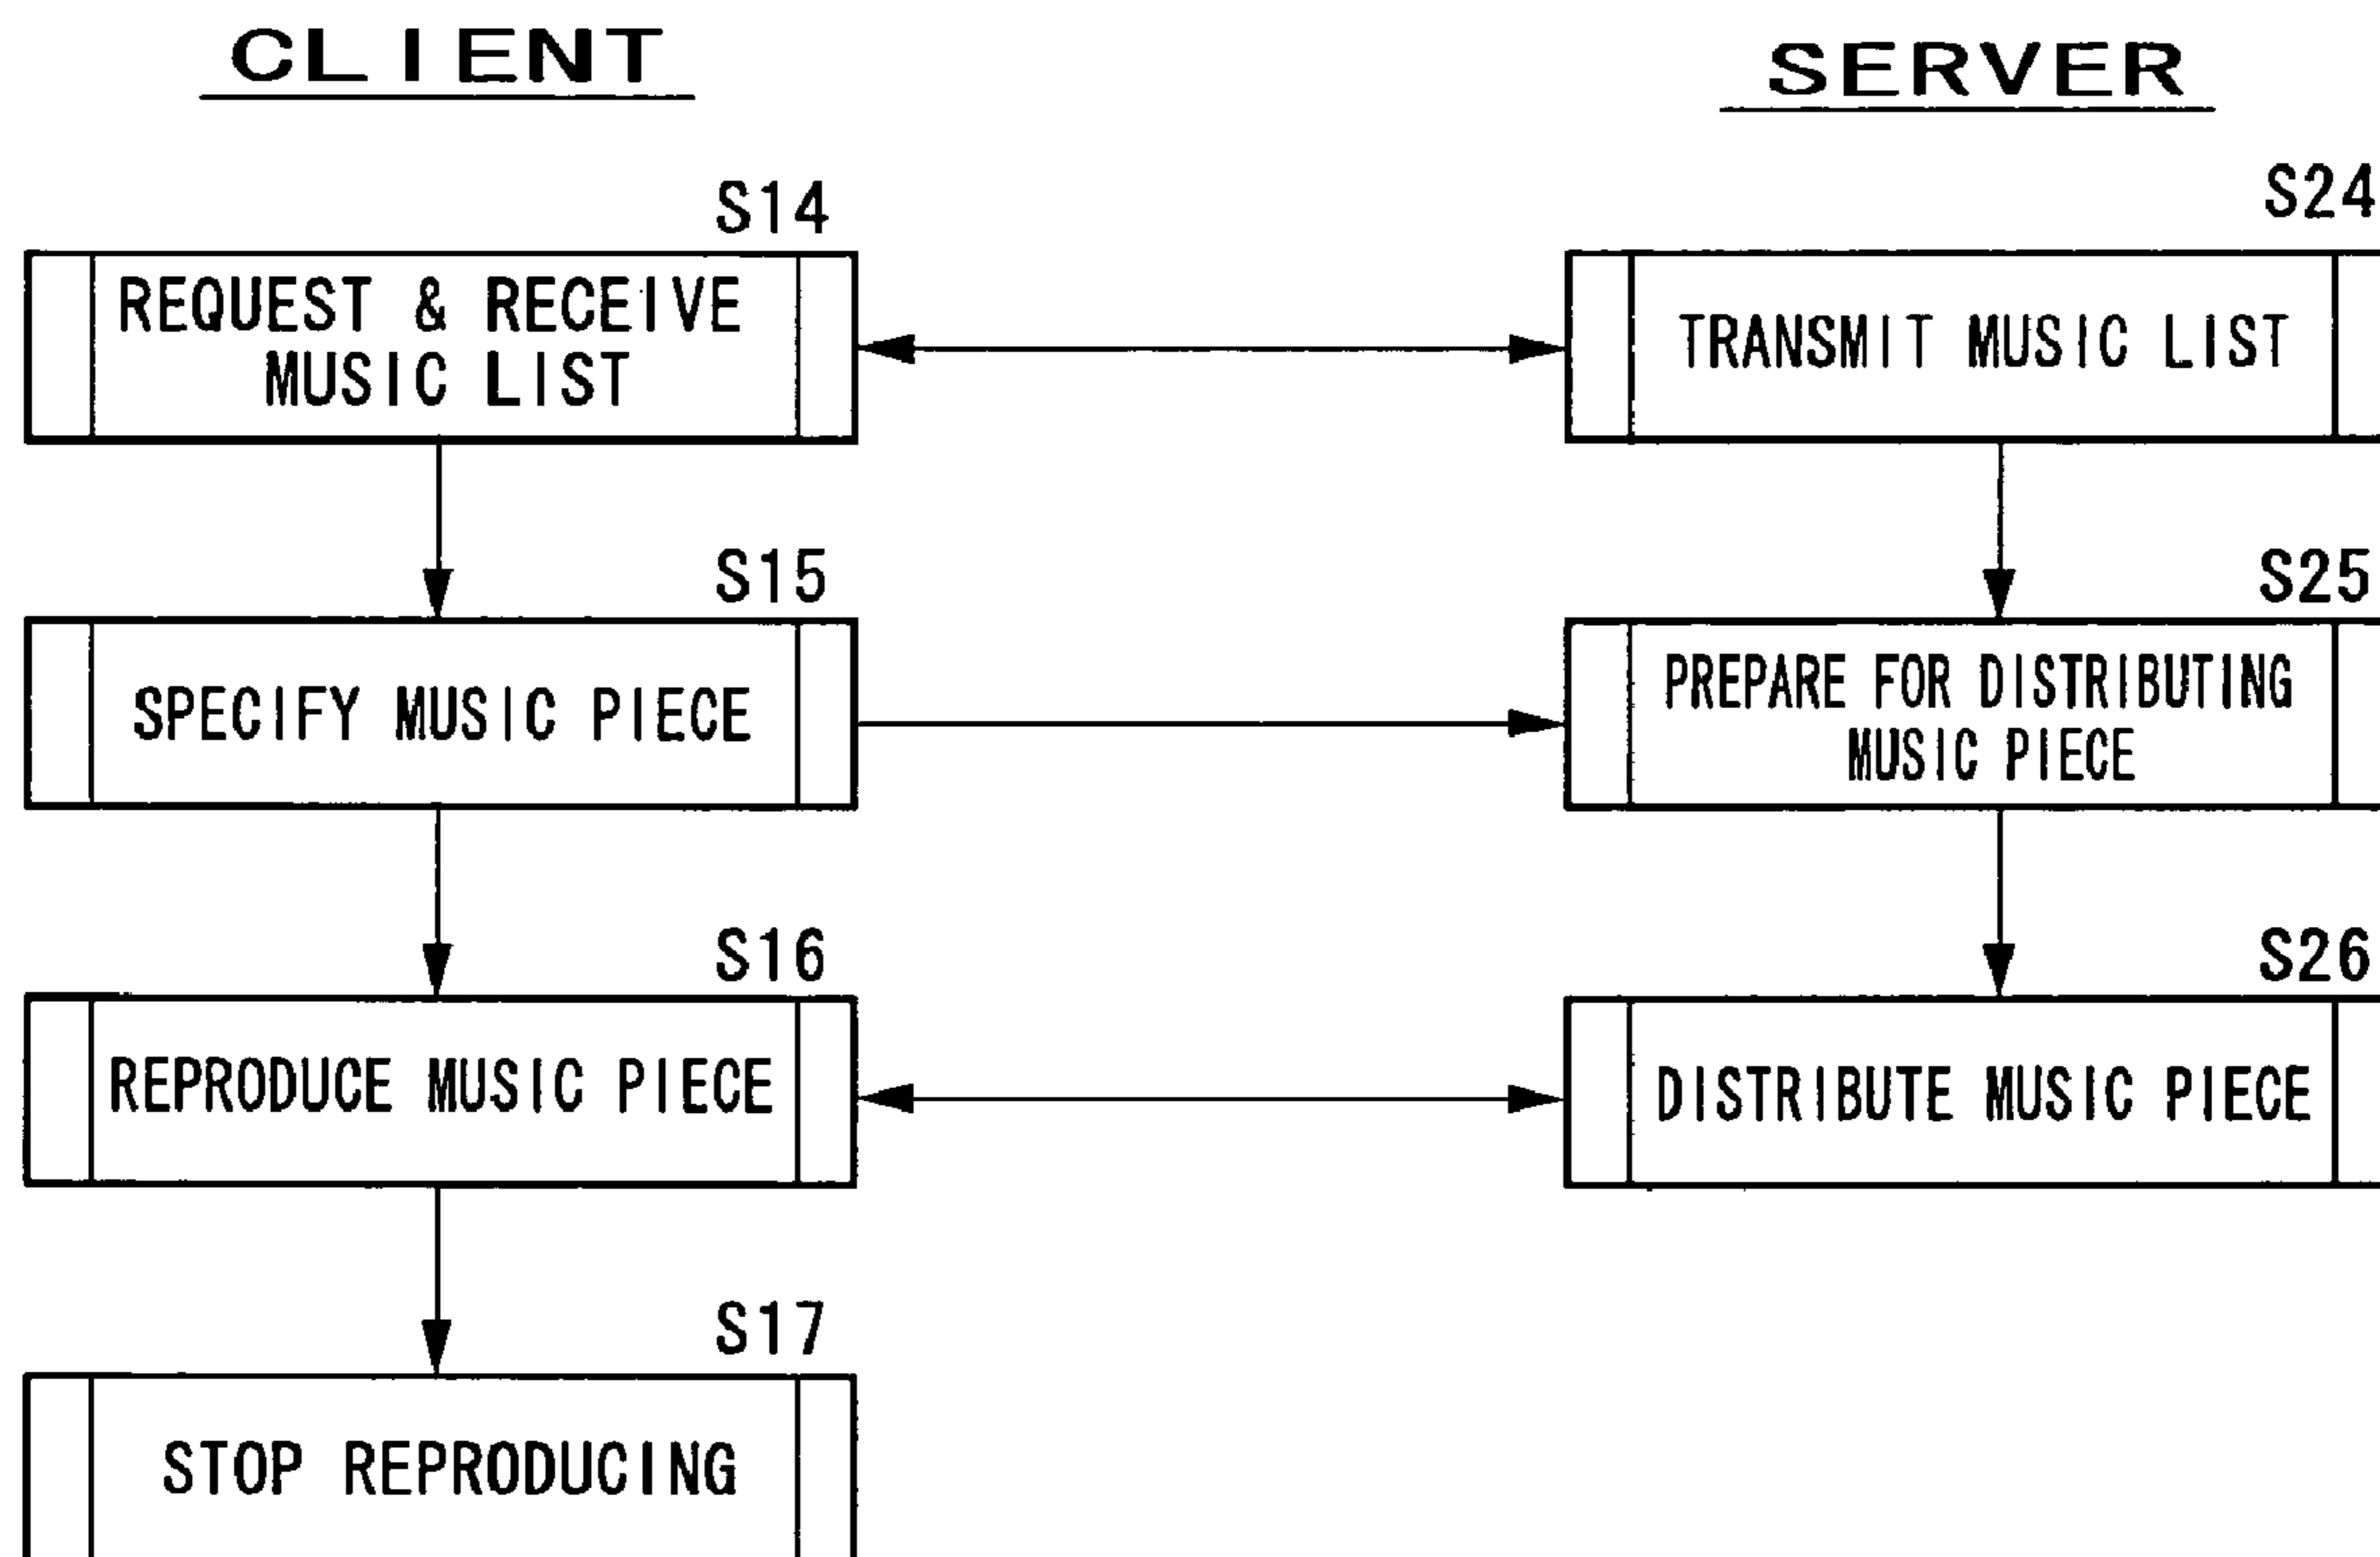 CLIENT
SERVER
S14
S24
REQUEST & RECEIVE
MUSIC LIST
TRANSMIT MUSIC LIST
S15
S25
SPECIFY MUSIC PIECE
PREPARE FOR DISTRIBUTING
MUSIC PIECE
S16
S26
REPRODUCE MUSIC PIECE
DISTRIBUTE MUSIC PIECE
S17
STOP REPRODUCING